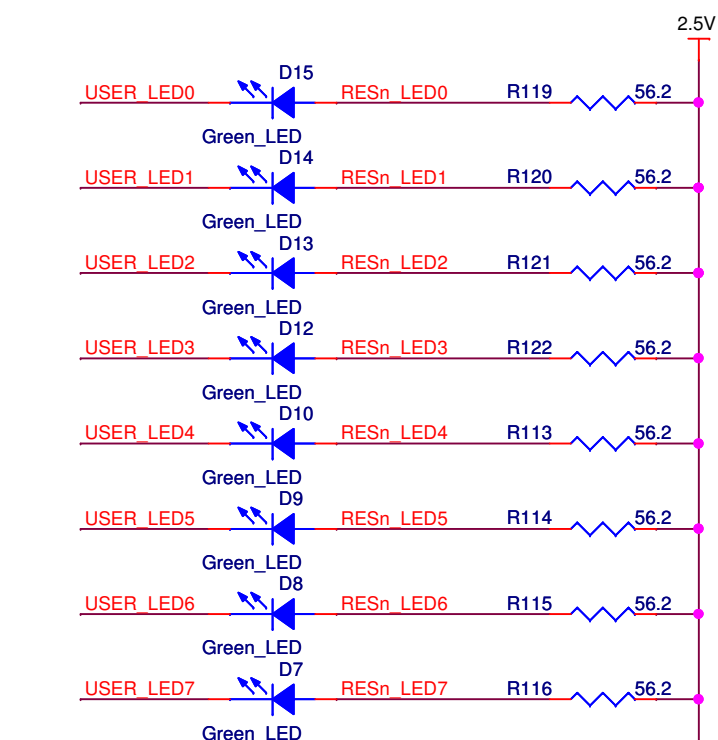 2.5V
D15
USER_LED0 RESn_LED0 R119 56.2
Green_LED
D14
USER_LED1 RESn_LED1 R120 56.2
Green_LED
D13
USER_LED2 RESn_LED2 R121 56.2
Green_LED
D12
USER_LED3 RESn_LED3 R122 56.2
Green_LED
D10
USER_LED4 RESn_LED4 R113 56.2
Green_LED
D9
USER_LED5 RESn_LED5 R114 56.2
Green_LED
D8
USER_LED6 RESn_LED6 R115 56.2
Green_LED
D7
USER_LED7 RESn_LED7 R116 56.2
Green_LED